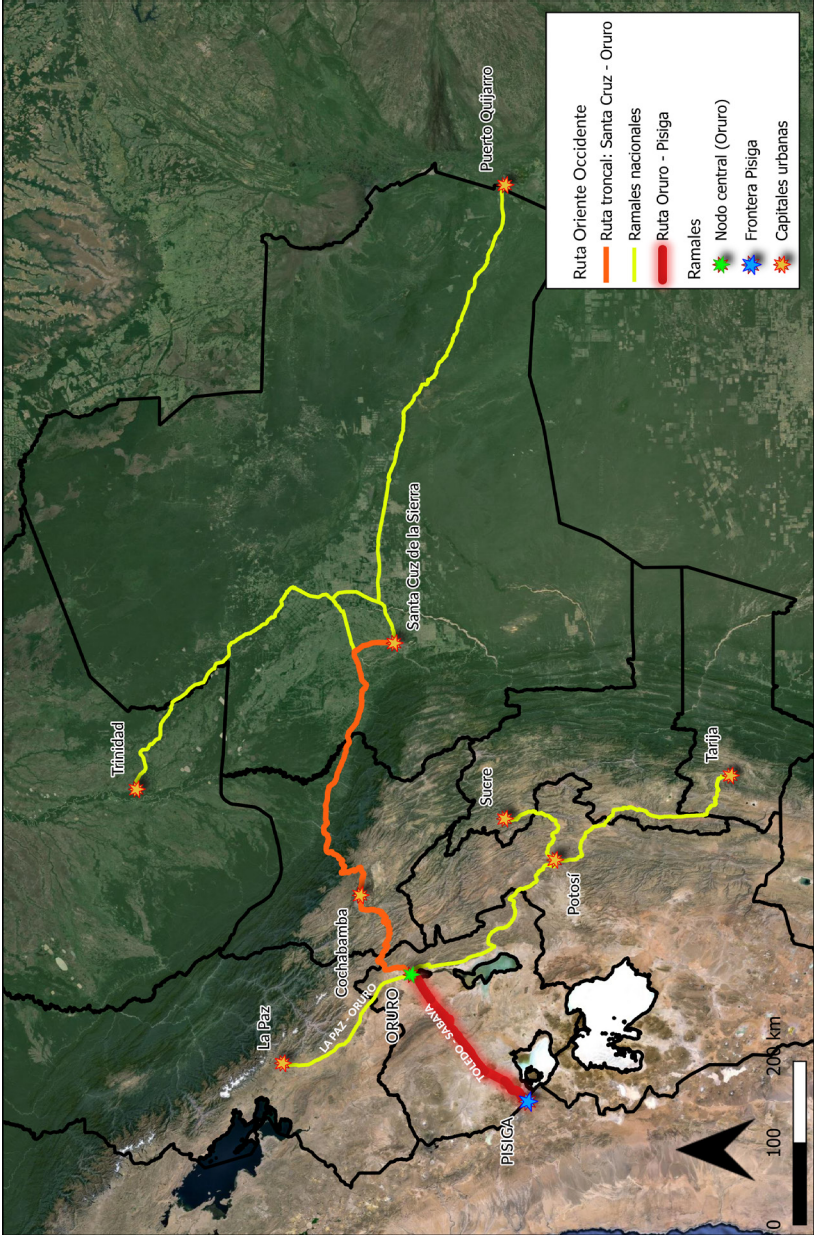 Trinidad
La Paz
LA PAZ - ORURO
Cochabamba
ORURO
TOLEDO - SABAYA
PISIGA
Santa Cuz de la Sierra
Puerto Quijarro
Sucre
Potosí
Tarija
Ruta Oriente Occidente
Ruta troncal: Santa Cruz - Oruro
Ramales nacionales
Ruta Oruro - Pisiga
Ramales
Nodo central (Oruro)
Frontera Pisiga
Capitales urbanas
0 100 200 km